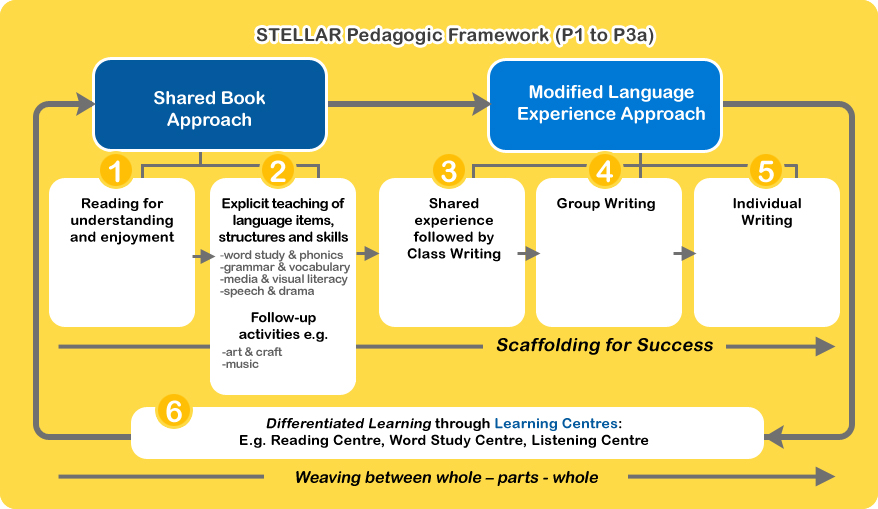 STELLAR Pedagogic Framework (P1 to P3a)
Shared Book
Approach
Modified Language
Experience Approach
1
Reading for
understanding
and enjoyment
2
Explicit teaching of
language items,
structures and skills
-word study & phonics
-grammar & vocabulary
-media & visual literacy
-speech & drama
Follow-up
activities e.g.
-art & craft
-music
3
Shared
experience
followed by
Class Writing
4
Group Writing
5
Individual
Writing
Scaffolding for Success
6
Differentiated Learning through Learning Centres:
E.g. Reading Centre, Word Study Centre, Listening Centre
Weaving between whole – parts - whole